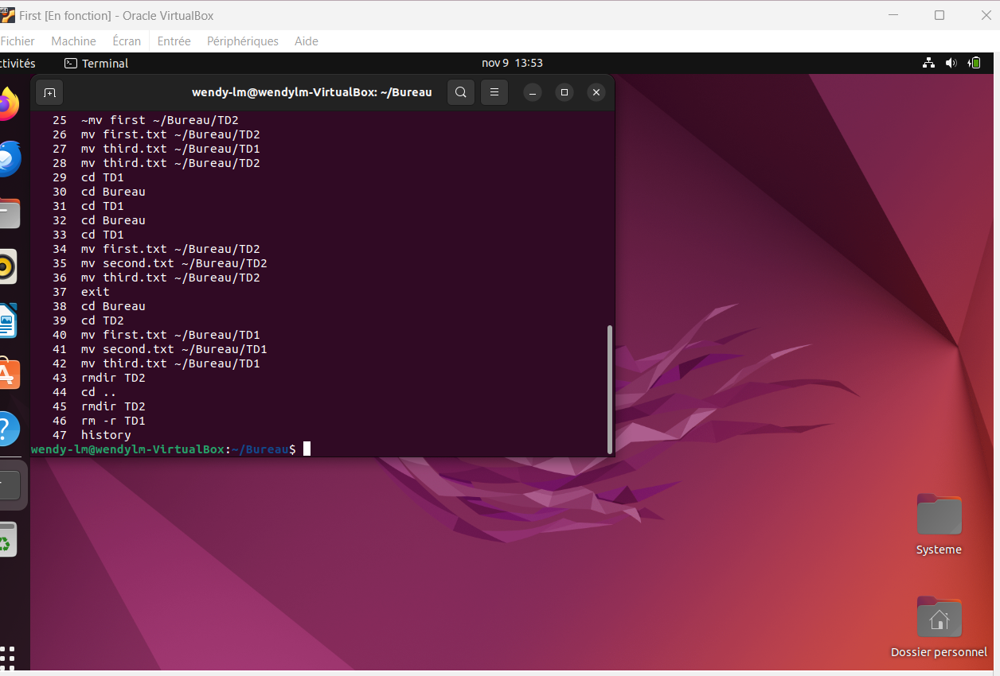 First [En fonction] - Oracle VirtualBox
Fichier Machine Écran Entrée Périphériques Aide
ctivités Terminal nov 9 13:53
wendy-lm@wendylm-VirtualBox: ~/Bureau
25 ~mv first ~/Bureau/TD2
26 mv first.txt ~/Bureau/TD2
27 mv third.txt ~/Bureau/TD1
28 mv third.txt ~/Bureau/TD2
29 cd TD1
30 cd Bureau
31 cd TD1
32 cd Bureau
33 cd TD1
34 mv first.txt ~/Bureau/TD2
35 mv second.txt ~/Bureau/TD2
36 mv third.txt ~/Bureau/TD2
37 exit
38 cd Bureau
39 cd TD2
40 mv first.txt ~/Bureau/TD1
41 mv second.txt ~/Bureau/TD1
42 mv third.txt ~/Bureau/TD1
43 rmdir TD2
44 cd ..
45 rmdir TD2
46 rm -r TD1
47 history
wendy-lm@wendylm-VirtualBox:~/Bureau$
Systeme
Dossier personnel